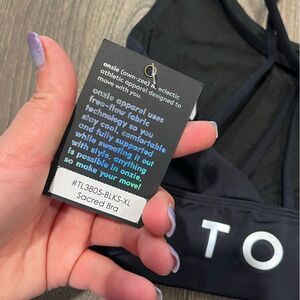 onzie (own-zee) n. eclectic
athletic apparel designed to
move with you.
onzie apparel uses
free-flow fabric
technology so you
stay cool, comfortable
and fully supported
while sweating it out
with style. anything
is possible in onzie,
so make your move!
#TL3805-BLKS-XL
Sacred Bra
TO